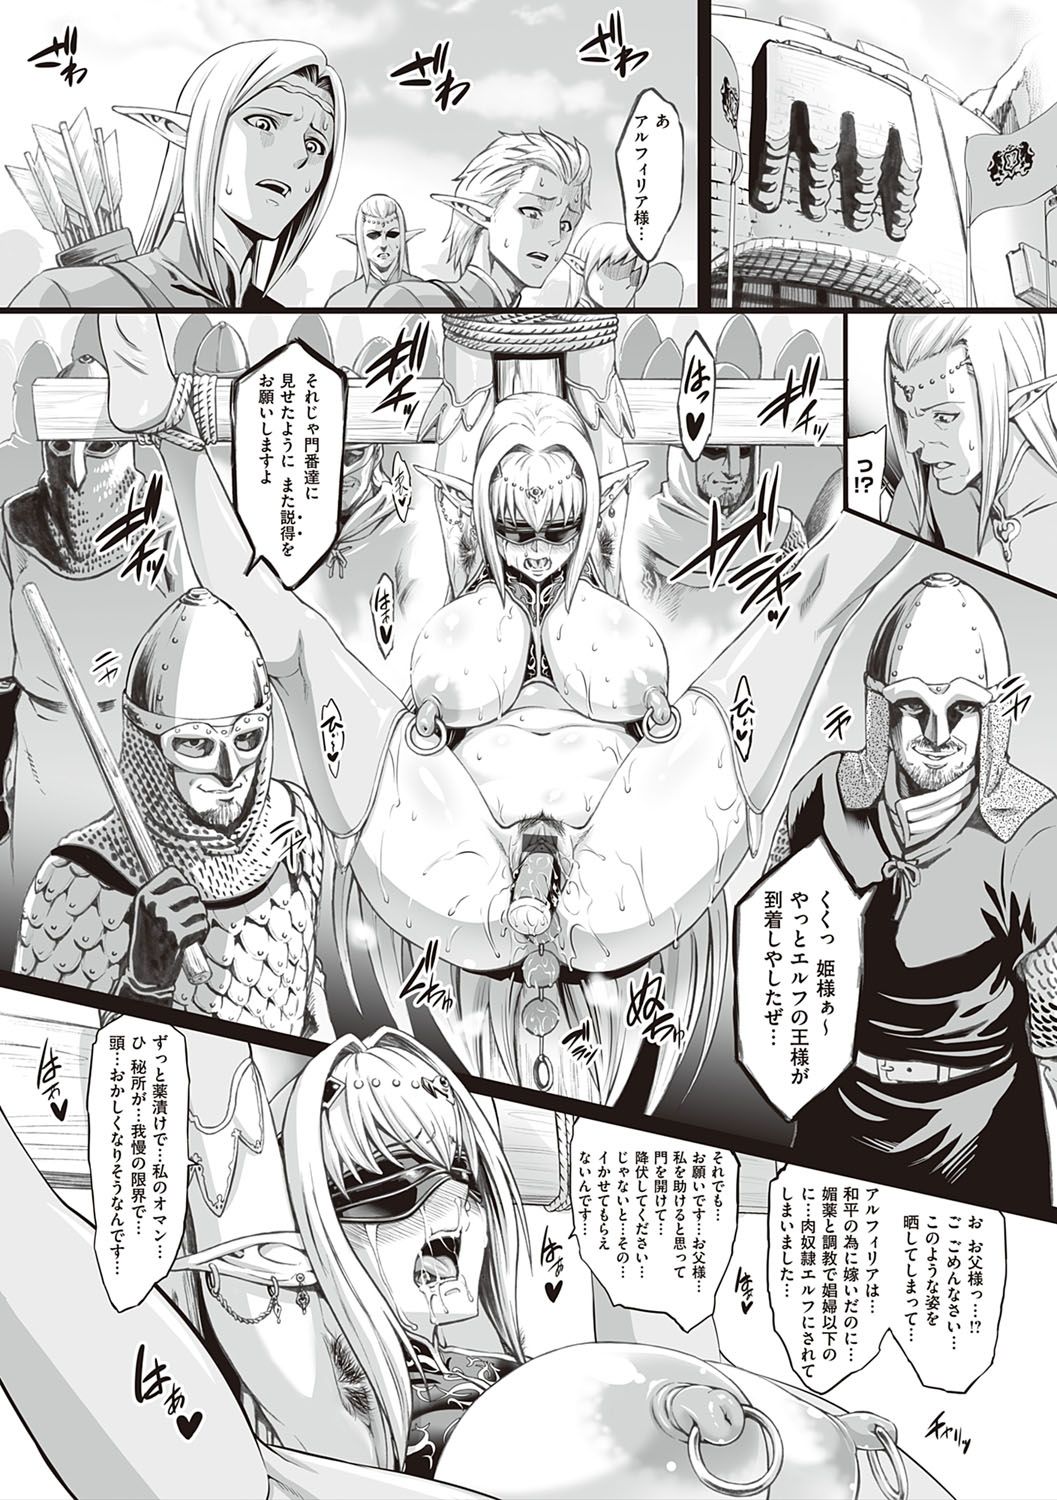 ざわ
ざわ
ざわ
あ
アルフィリア様…
っ!?
それじゃ門番達に
見せたように また説得を
お願いしますよ
ギギッ
ギシッ
ギチッ
はっ
はぁ
ひぃ〜
ニヤ
ニヤ
くちゅ
ぬちゅ
くくっ 姫様ぁ〜
やっとエルフの王様が
到着しやしたぜ…
お お父様っ…!?
ご ごめんなさい…
このような姿を
晒してしまって…
アルフィリアは…
和平の為に嫁いだのに…
媚薬と調教で娼婦以下の
に…肉奴隷エルフにされて
しまいました…
それでも…
お願いです…お父様…
私を助けると思って
門を開けて…
降伏してください…
じゃないと…その…
イかせてもらえ
ないんです…
ずっと薬漬けで…私のオマン…
ひ 秘所が…我慢の限界で…
頭…おかしくなりそうなんです…
はぁ
はぁ
はぁ
チャリッ